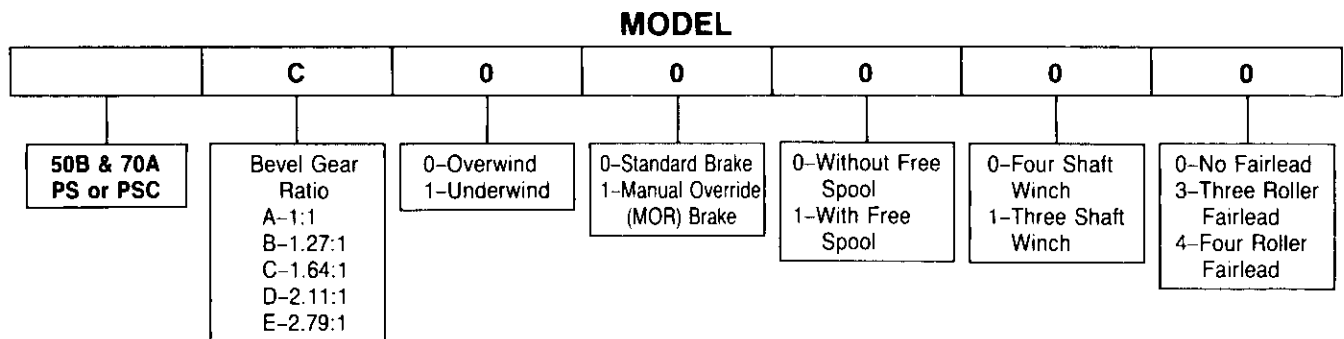 MODEL
C 0 0 0 0 0
50B & 70A
PS or PSC
Bevel Gear
Ratio
A–1:1
B–1.27:1
C–1.64:1
D–2.11:1
E–2.79:1
0–Overwind
1–Underwind
0–Standard Brake
1–Manual Override
(MOR) Brake
0–Without Free
Spool
1–With Free
Spool
0–Four Shaft
Winch
1–Three Shaft
Winch
0–No Fairlead
3–Three Roller
Fairlead
4–Four Roller
Fairlead